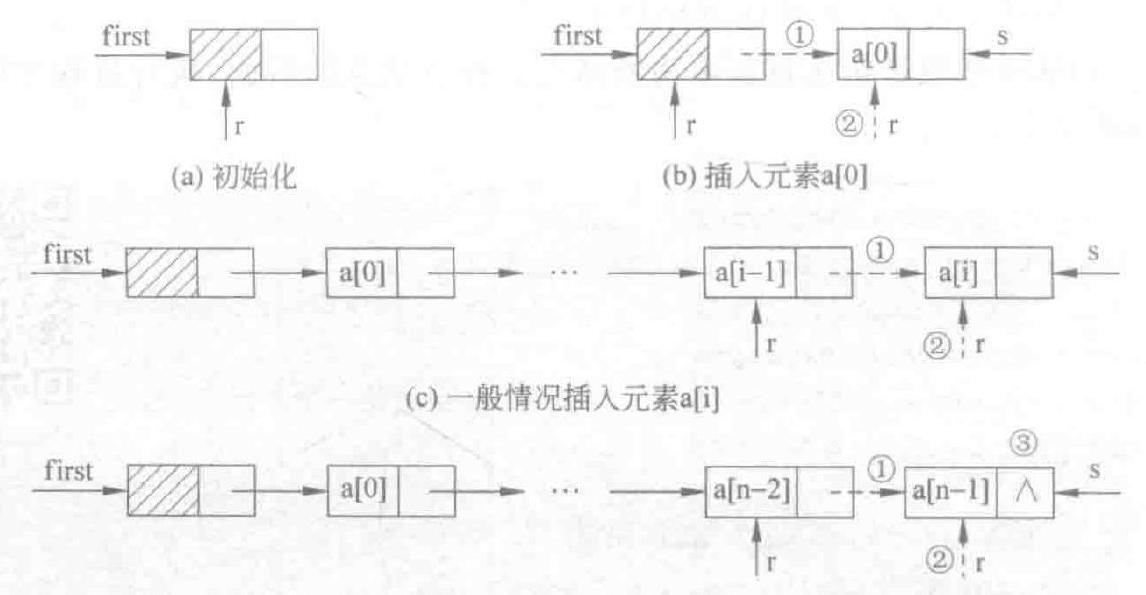 first
r
(a) 初始化
first
①
a[0]
s
r
②
r
(b) 插入元素a[0]
first
a[0]
…
a[i−1]
①
a[i]
s
r
②
r
(c) 一般情况插入元素a[i]
③
first
a[0]
…
a[n−2]
①
a[n−1]
∧
s
r
②
r